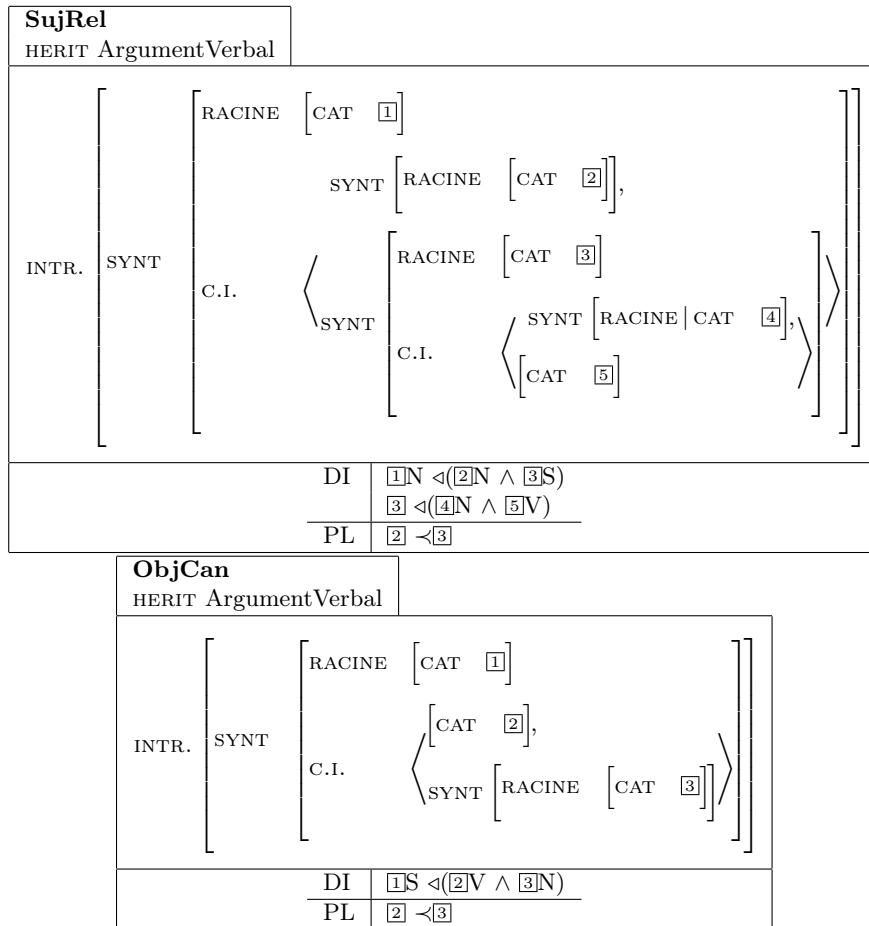 SujRel
HERIT ArgumentVerbal
RACINE [CAT 1]
SYNT [RACINE [CAT 2]],
INTR. SYNT RACINE [CAT 3]
C.I.
SYNT
SYNT [RACINE | CAT 4],
C.I.
[CAT 5]
DI 1N ◁(2N ∧ 3S)
3 ◁(4N ∧ 5V)
PL 2 ≺3
ObjCan
HERIT ArgumentVerbal
RACINE [CAT 1]
[CAT 2],
INTR. SYNT
C.I.
SYNT [RACINE [CAT 3]]
DI 1S ◁(2V ∧ 3N)
PL 2 ≺3